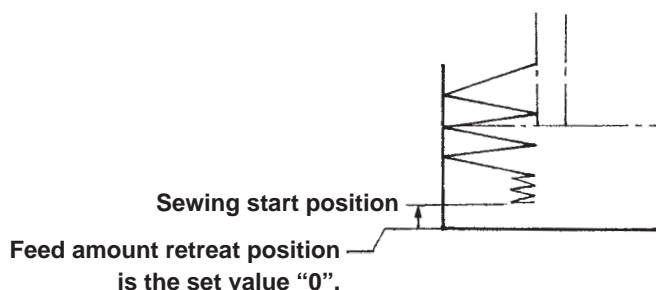 Sewing start position
Feed amount retreat position
is the set value “0”.